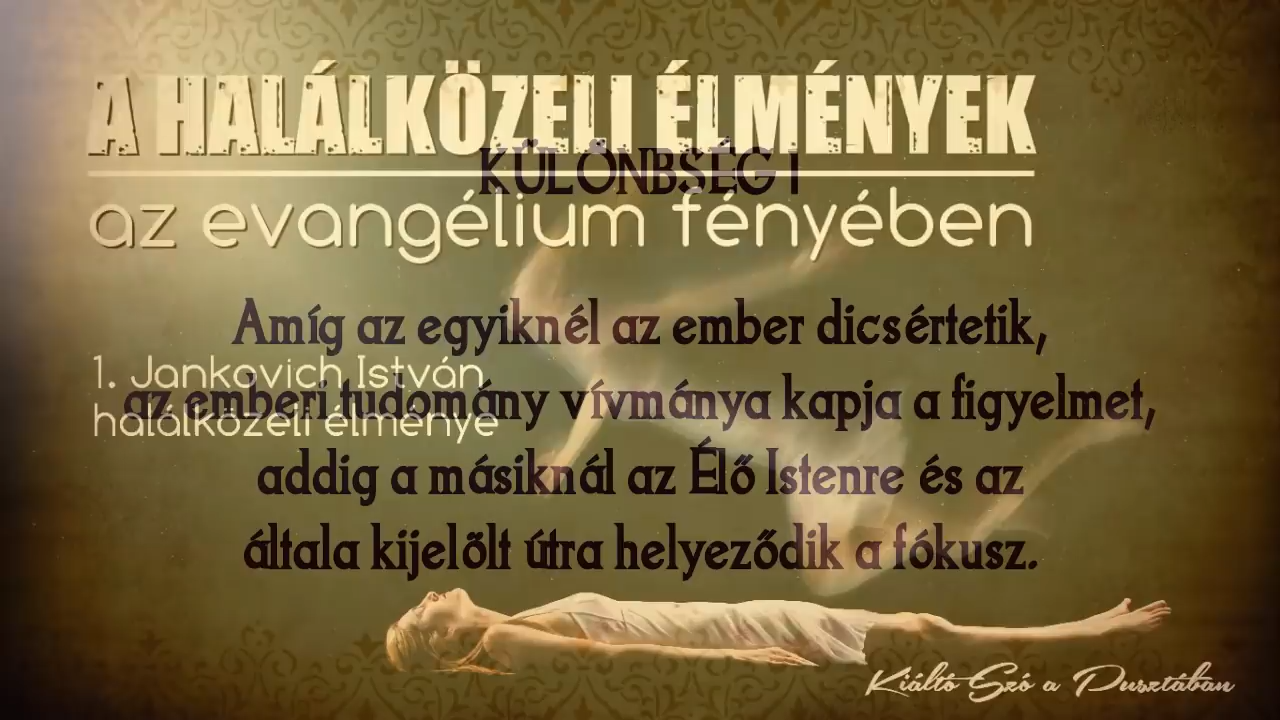 A HALÁLKÖZELI ÉLMÉNYEK
KÜLÖNBSÉG I
az evangélium fényében
Amíg az egyiknél az ember dicsértetik,
1. Jankovich István
az emberi tudomány vívmánya kapja a figyelmet,
halálközeli élménye
addig a másiknál az Élő Istenre és az
általa kijelölt útra helyeződik a fókusz.
Kiáltó Szó a Pusztában